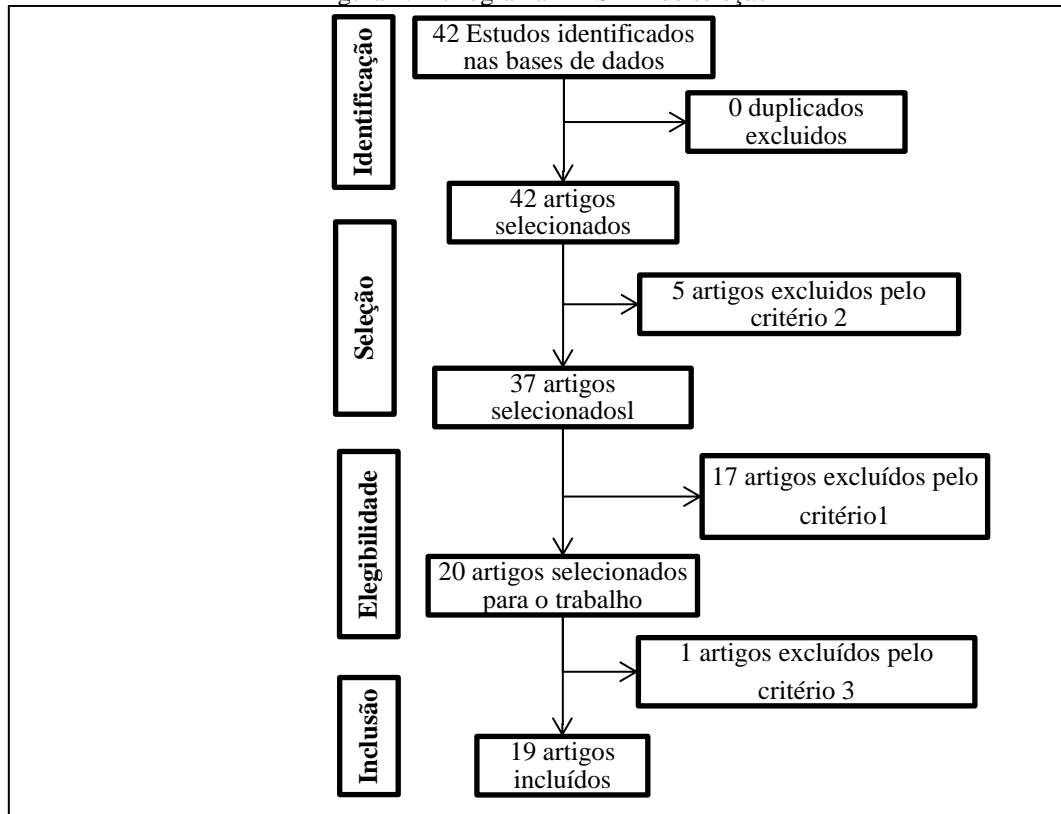 42 Estudos identificados
nas bases de dados
Identificação
0 duplicados
excluidos
42 artigos
selecionados
Seleção
5 artigos excluidos pelo
critério 2
37 artigos
selecionadosl
Elegibilidade
17 artigos excluídos pelo
critério1
20 artigos selecionados
para o trabalho
1 artigos excluídos pelo
critério 3
Inclusão
19 artigos
incluídos